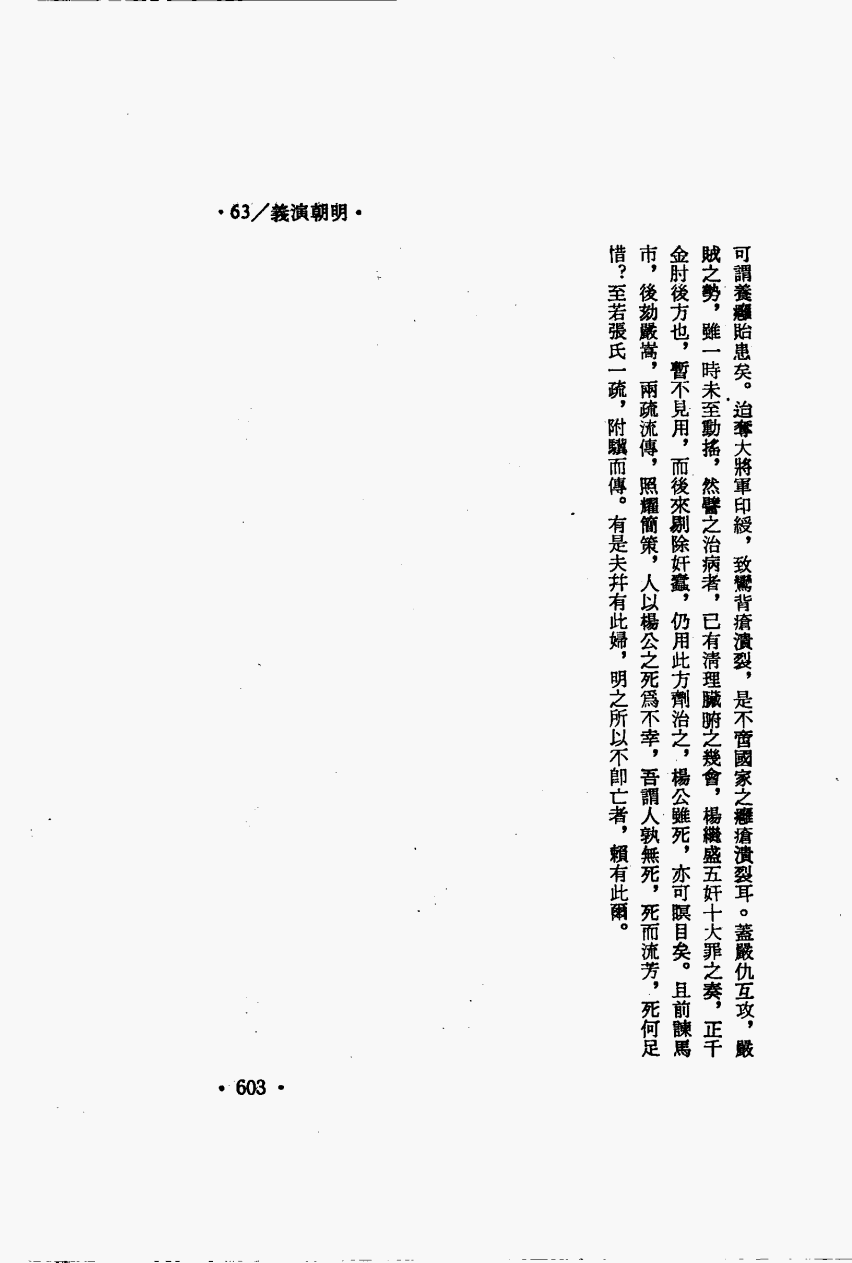 •63／義演朝明•
可謂養癰貽患矣。迨奪大將軍印綬，致鸞背瘡潰裂，是不啻國家之癰瘡潰裂耳。蓋嚴仇互攻，嚴
賊之勢，雖一時未至動搖，然譬之治病者，已有清理臟腑之幾會，楊繼盛五奸十大罪之奏，正千
金肘後方也，暫不見用，而後來剔除奸蠹，仍用此方劑治之，楊公雖死，亦可瞑目矣。且前諫馬
市，後劾嚴嵩，兩疏流傳，照耀簡策，人以楊公之死爲不幸，吾謂人孰無死，死而流芳，死何足
惜？至若張氏一疏，附驥而傳。有是夫幷有此婦，明之所以不卽亡者，賴有此爾。
•603•